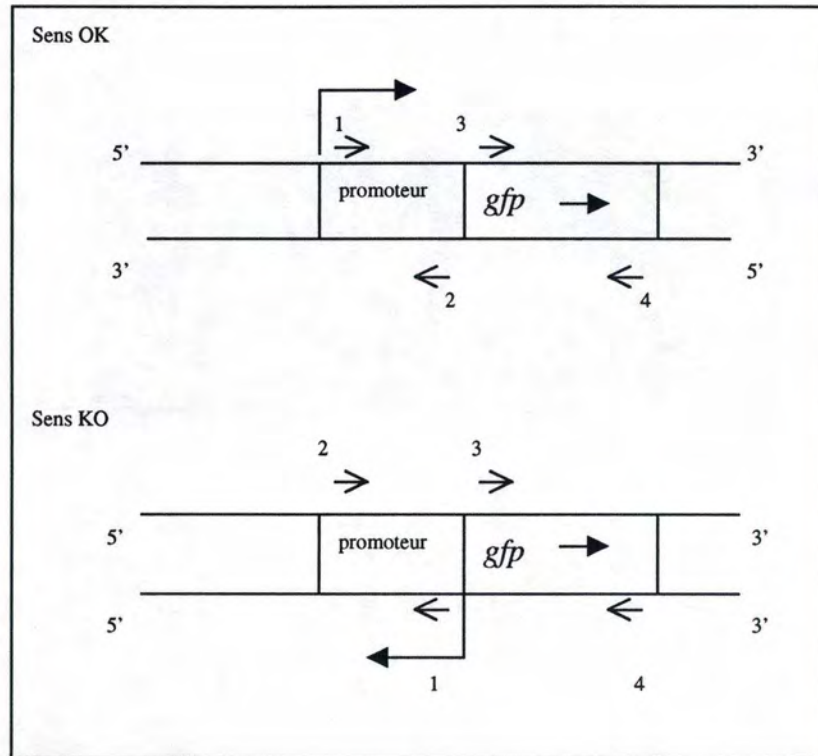 Sens OK
1 3
5' 3'
promoteur gfp
3' 5'
2 4
Sens KO
2 3
5' 3'
promoteur gfp
5' 3'
1 4